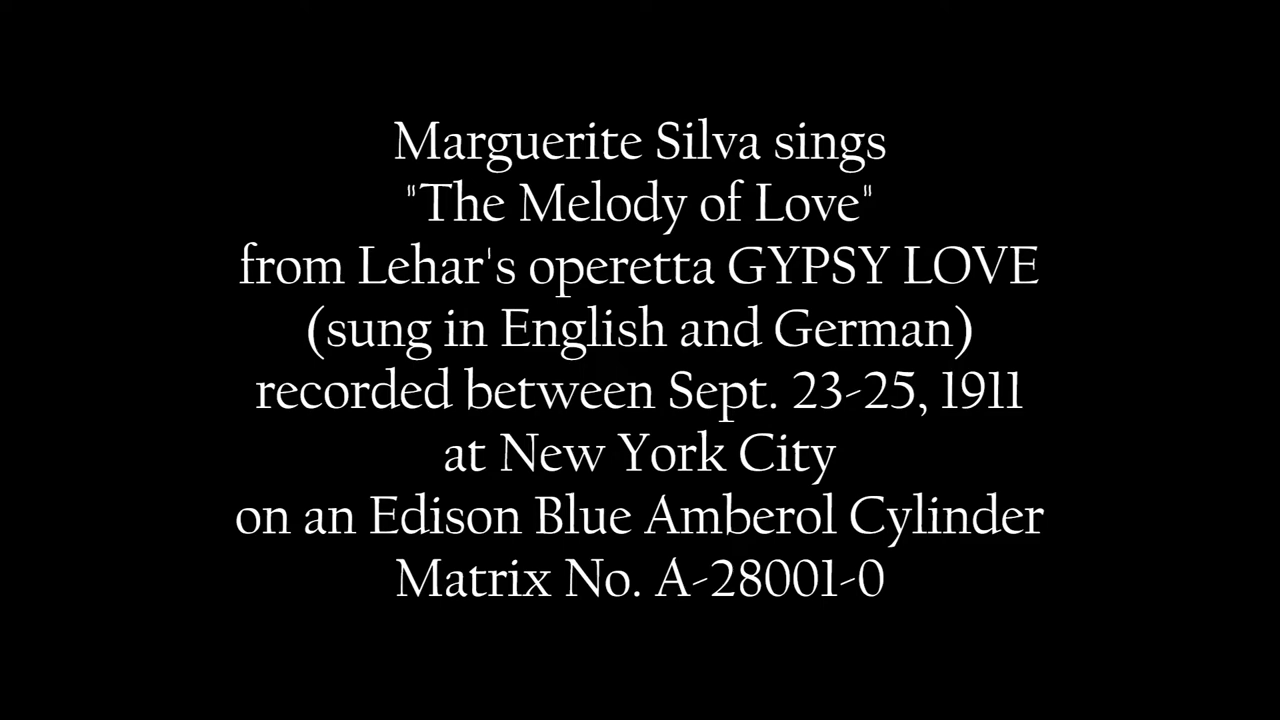 Marguerite Silva sings
"The Melody of Love"
from Lehar's operetta GYPSY LOVE
(sung in English and German)
recorded between Sept. 23-25, 1911
at New York City
on an Edison Blue Amberol Cylinder
Matrix No. A-28001-0